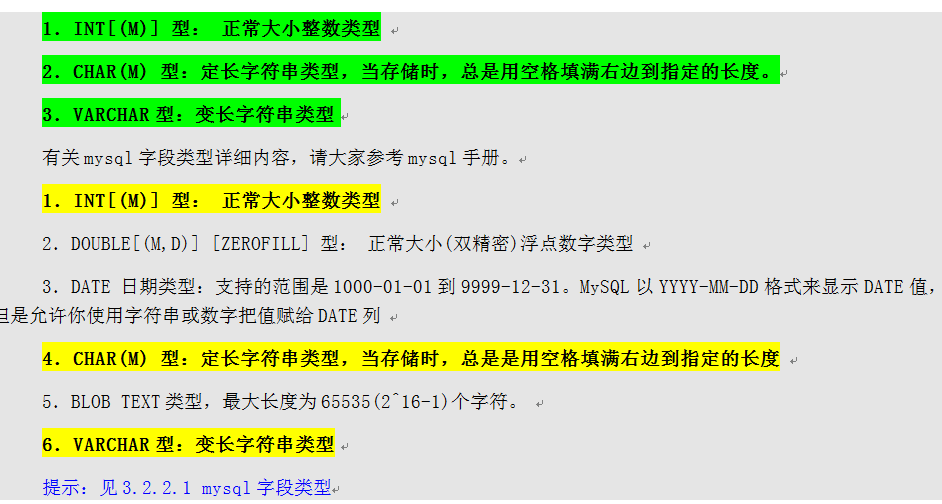 1. INT[(M)] 型： 正常大小整数类型
2. CHAR(M) 型：定长字符串类型，当存储时，总是用空格填满右边到指定的长度。
3. VARCHAR 型：变长字符串类型
有关 mysql 字段类型详细内容，请大家参考 mysql 手册。
1. INT[(M)] 型： 正常大小整数类型
2. DOUBLE[(M,D)] [ZEROFILL] 型： 正常大小(双精密)浮点数字类型
3. DATE 日期类型：支持的范围是 1000-01-01 到 9999-12-31。MySQL 以 YYYY-MM-DD 格式来显示 DATE 值，
但是允许你使用字符串或数字把值赋给 DATE 列
4. CHAR(M) 型：定长字符串类型，当存储时，总是是用空格填满右边到指定的长度
5. BLOB TEXT 类型，最大长度为 65535(2^16-1)个字符。
6. VARCHAR 型：变长字符串类型
提示：见 3.2.2.1 mysql 字段类型